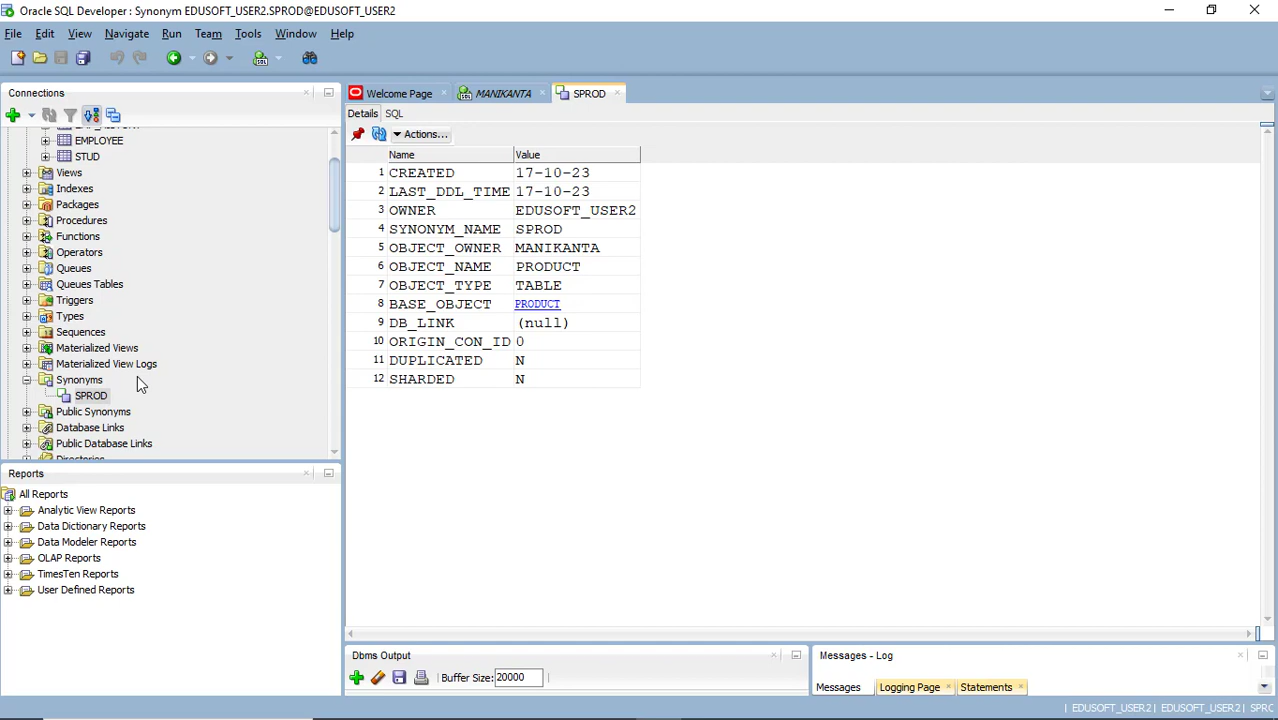 Oracle SQL Developer : Synonym EDUSOFT_USER2.SPROD@EDUSOFT_USER2
File Edit View Navigate Run Team Tools Window Help
Connections
EMPLOYEE
STUD
Views
Indexes
Packages
Procedures
Functions
Operators
Queues
Queues Tables
Triggers
Types
Sequences
Materialized Views
Materialized View Logs
Synonyms
SPROD
Public Synonyms
Database Links
Public Database Links
Directories
Reports
All Reports
Analytic View Reports
Data Dictionary Reports
Data Modeler Reports
OLAP Reports
TimesTen Reports
User Defined Reports
Welcome Page MANIKANTA SPROD
Details SQL
Actions...
Name Value
1 CREATED 17-10-23
2 LAST_DDL_TIME 17-10-23
3 OWNER EDUSOFT_USER2
4 SYNONYM_NAME SPROD
5 OBJECT_OWNER MANIKANTA
6 OBJECT_NAME PRODUCT
7 OBJECT_TYPE TABLE
8 BASE_OBJECT PRODUCT
9 DB_LINK (null)
10 ORIGIN_CON_ID 0
11 DUPLICATED N
12 SHARDED N
Dbms Output
Buffer Size: 20000
Messages - Log
Messages Logging Page Statements
EDUSOFT_USER2 | EDUSOFT_USER2 | SPRO